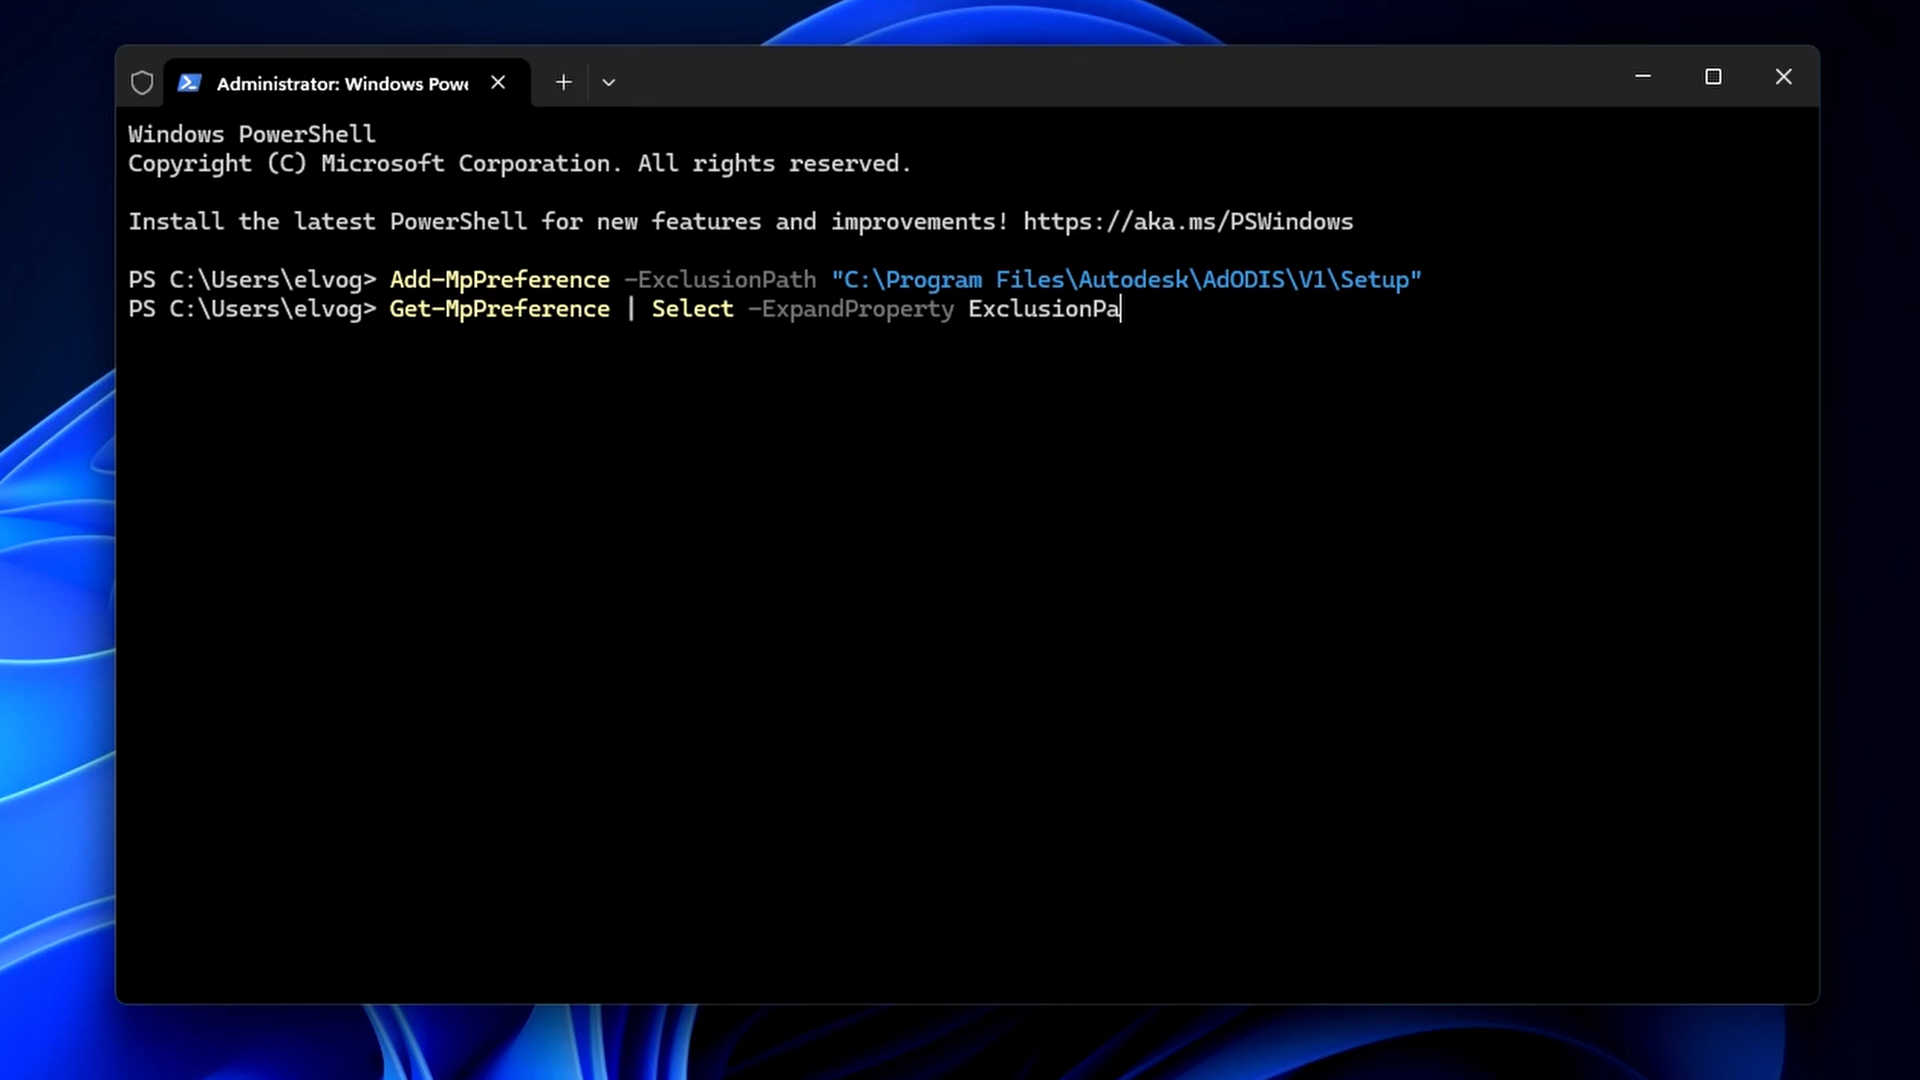 Administrator: Windows Powe
Windows PowerShell
Copyright (C) Microsoft Corporation. All rights reserved.
Install the latest PowerShell for new features and improvements! https://aka.ms/PSWindows
PS C:\Users\elvog> Add-MpPreference -ExclusionPath "C:\Program Files\Autodesk\AdODIS\V1\Setup"
PS C:\Users\elvog> Get-MpPreference | Select -ExpandProperty ExclusionPa